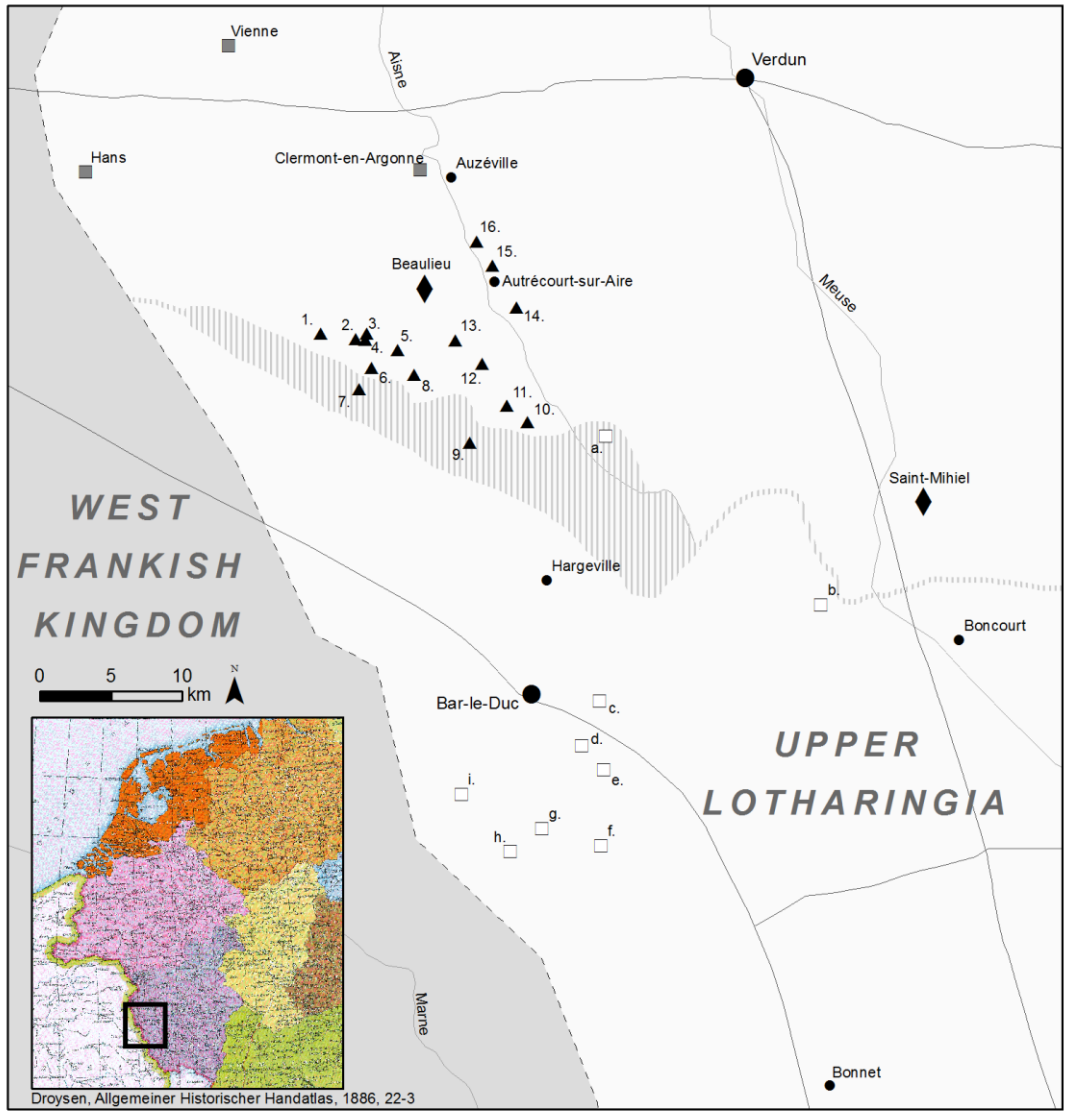 Vienne
Aisne
Verdun
Hans
Clermont-en-Argonne
Auzéville
16.
15.
Beaulieu
Autrécourt-sur-Aire
14.
Meuse
1.
2.
3.
4.
5.
13.
6.
7.
8.
12.
11.
10.
9.
a.
Saint-Mihiel
WEST
FRANKISH
KINGDOM
Hargeville
b.
Boncourt
0 5 10
km
N
Bar-le-Duc
c.
d.
e.
UPPER
LOTHARINGIA
i.
g.
h.
f.
Marne
Bonnet
Droysen, Allgemeiner Historischer Handatlas, 1886, 22-3